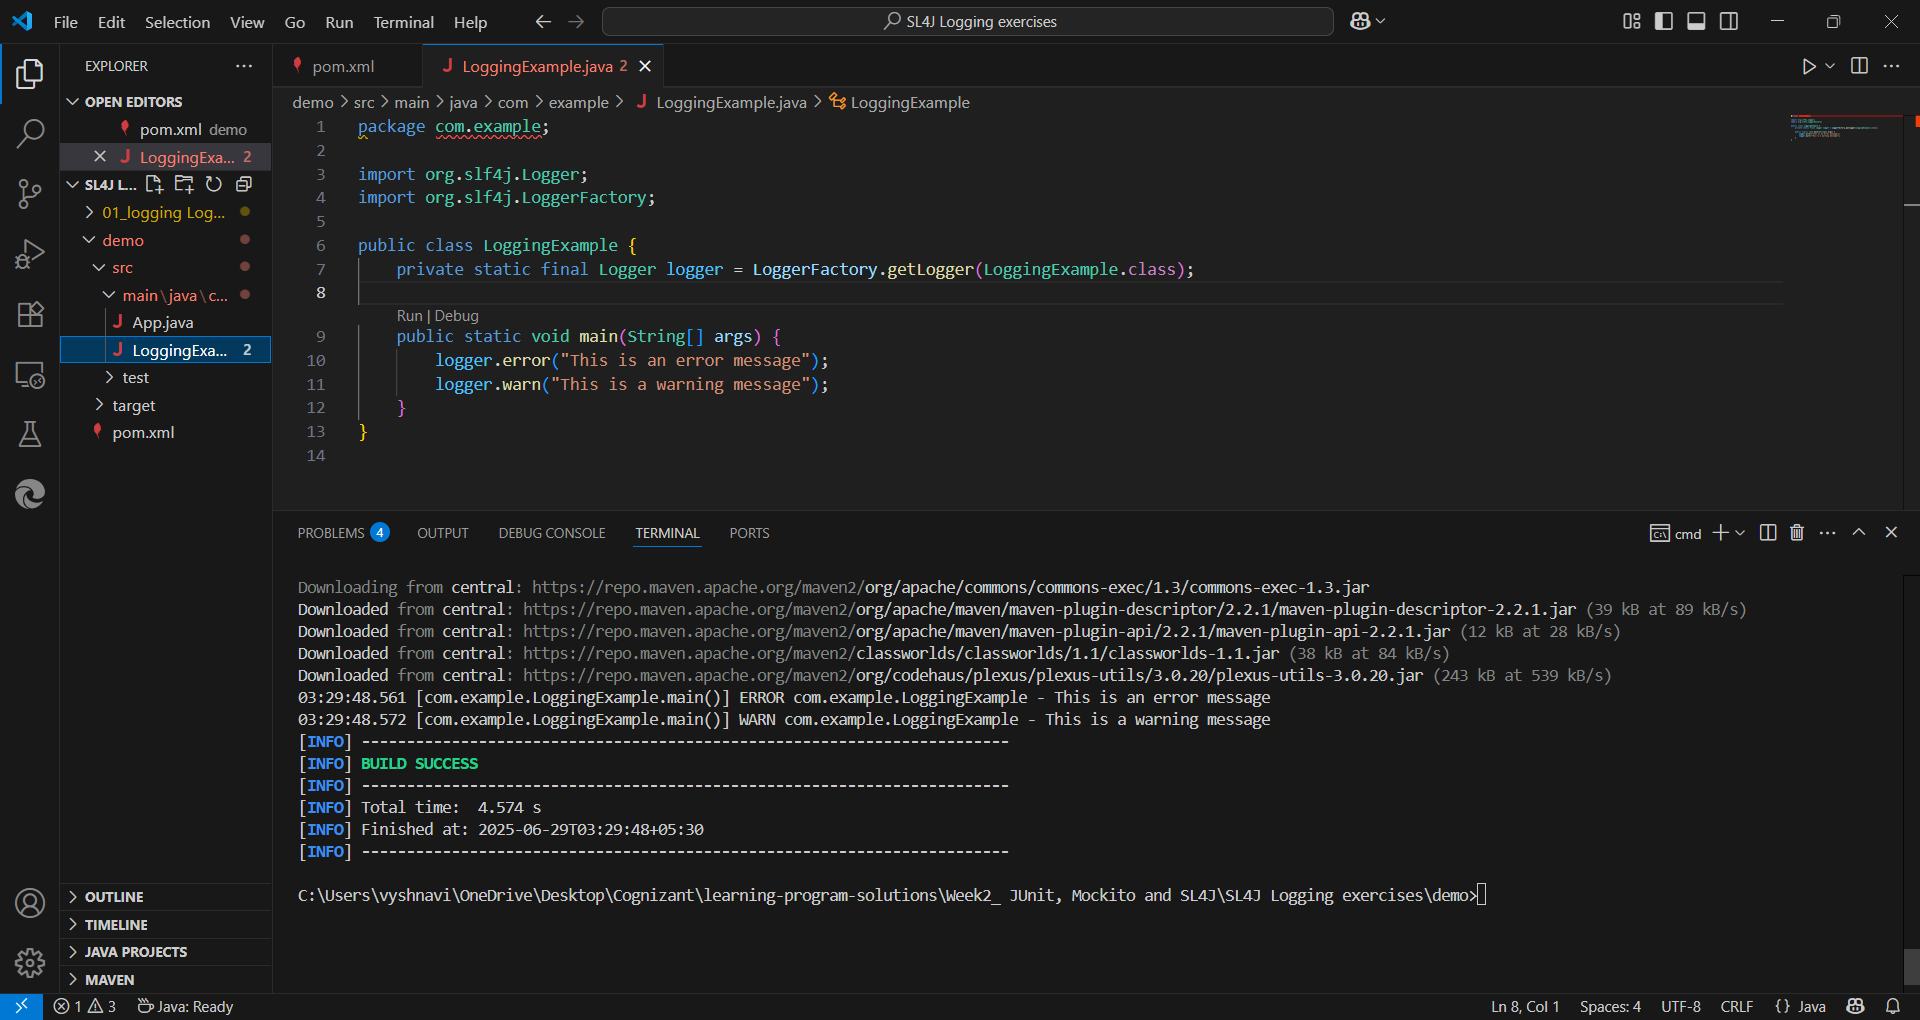 File Edit Selection View Go Run Terminal Help
SL4J Logging exercises
EXPLORER
OPEN EDITORS
pom.xml demo
LoggingExa... 2
SL4J L...
01_logging Log...
demo
src
main\java\c...
App.java
LoggingExa... 2
test
target
pom.xml
OUTLINE
TIMELINE
JAVA PROJECTS
MAVEN
pom.xml
LoggingExample.java 2
demo > src > main > java > com > example > J LoggingExample.java > LoggingExample
1 package com.example;
2
3 import org.slf4j.Logger;
4 import org.slf4j.LoggerFactory;
5
6 public class LoggingExample {
7 private static final Logger logger = LoggerFactory.getLogger(LoggingExample.class);
8
Run | Debug
9 public static void main(String[] args) {
10 logger.error("This is an error message");
11 logger.warn("This is a warning message");
12 }
13 }
14
PROBLEMS 4 OUTPUT DEBUG CONSOLE TERMINAL PORTS
cmd
Downloading from central: https://repo.maven.apache.org/maven2/org/apache/commons/commons-exec/1.3/commons-exec-1.3.jar
Downloaded from central: https://repo.maven.apache.org/maven2/org/apache/maven/maven-plugin-descriptor/2.2.1/maven-plugin-descriptor-2.2.1.jar (39 kB at 89 kB/s)
Downloaded from central: https://repo.maven.apache.org/maven2/org/apache/maven/maven-plugin-api/2.2.1/maven-plugin-api-2.2.1.jar (12 kB at 28 kB/s)
Downloaded from central: https://repo.maven.apache.org/maven2/classworlds/classworlds/1.1/classworlds-1.1.jar (38 kB at 84 kB/s)
Downloaded from central: https://repo.maven.apache.org/maven2/org/codehaus/plexus/plexus-utils/3.0.20/plexus-utils-3.0.20.jar (243 kB at 539 kB/s)
03:29:48.561 [com.example.LoggingExample.main()] ERROR com.example.LoggingExample - This is an error message
03:29:48.572 [com.example.LoggingExample.main()] WARN com.example.LoggingExample - This is a warning message
[INFO] ------------------------------------------------------------------------
[INFO] BUILD SUCCESS
[INFO] ------------------------------------------------------------------------
[INFO] Total time:  4.574 s
[INFO] Finished at: 2025-06-29T03:29:48+05:30
[INFO] ------------------------------------------------------------------------
C:\Users\vyshnavi\OneDrive\Desktop\Cognizant\learning-program-solutions\Week2_ JUnit, Mockito and SL4J\SL4J Logging exercises\demo>
1 3 Java: Ready
Ln 8, Col 1 Spaces: 4 UTF-8 CRLF {} Java